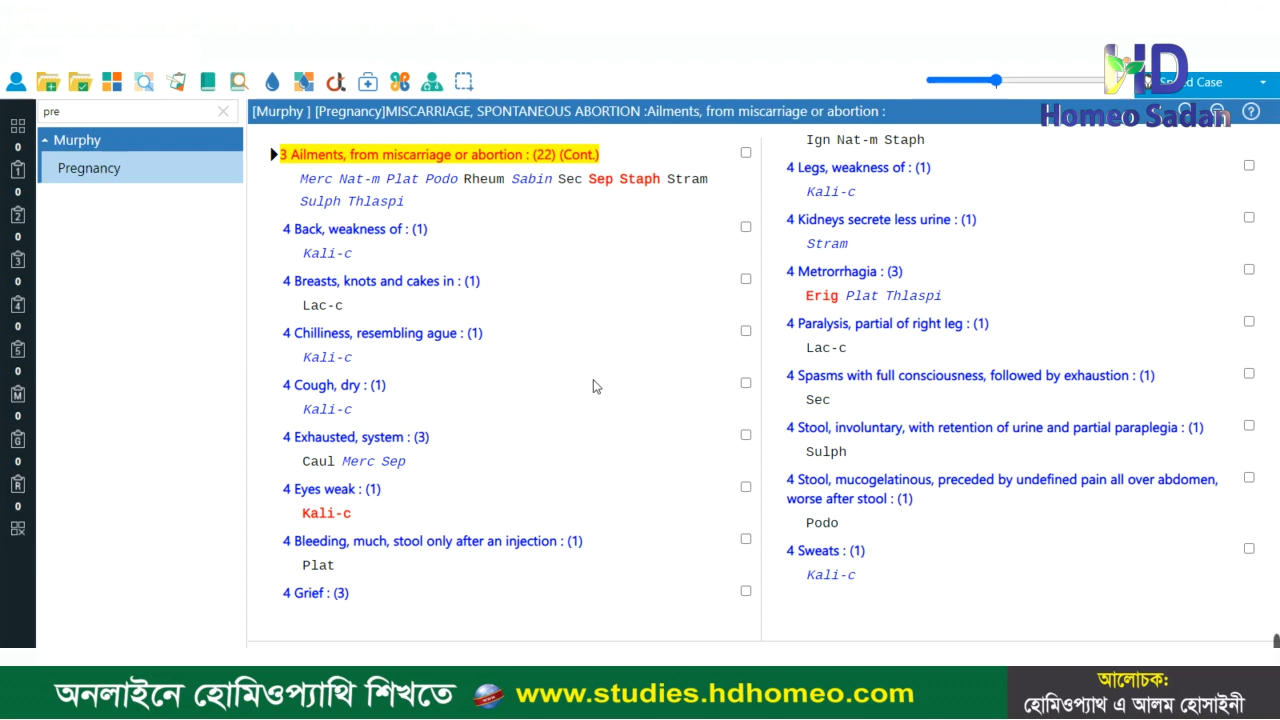 HD
Speed Case
Homeo Sadan
pre
Murphy
Pregnancy
0
1
0
2
0
3
0
4
0
5
0
M
0
G
0
R
0
[Murphy ] [Pregnancy]MISCARRIAGE, SPONTANEOUS ABORTION :Ailments, from miscarriage or abortion :
3 Ailments, from miscarriage or abortion : (22) (Cont.)
Merc Nat-m Plat Podo Rheum Sabin Sec Sep Staph Stram
Sulph Thlaspi
4 Back, weakness of : (1)
Kali-c
4 Breasts, knots and cakes in : (1)
Lac-c
4 Chilliness, resembling ague : (1)
Kali-c
4 Cough, dry : (1)
Kali-c
4 Exhausted, system : (3)
Caul Merc Sep
4 Eyes weak : (1)
Kali-c
4 Bleeding, much, stool only after an injection : (1)
Plat
4 Grief : (3)
Ign Nat-m Staph
4 Legs, weakness of : (1)
Kali-c
4 Kidneys secrete less urine : (1)
Stram
4 Metrorrhagia : (3)
Erig Plat Thlaspi
4 Paralysis, partial of right leg : (1)
Lac-c
4 Spasms with full consciousness, followed by exhaustion : (1)
Sec
4 Stool, involuntary, with retention of urine and partial paraplegia : (1)
Sulph
4 Stool, mucogelatinous, preceded by undefined pain all over abdomen,
worse after stool : (1)
Podo
4 Sweats : (1)
Kali-c
অনলাইনে হোমিওপ্যাথি শিখতে www.studies.hdhomeo.com
আলোচক:
হোমিওপ্যাথ এ আলম হোসাইনী